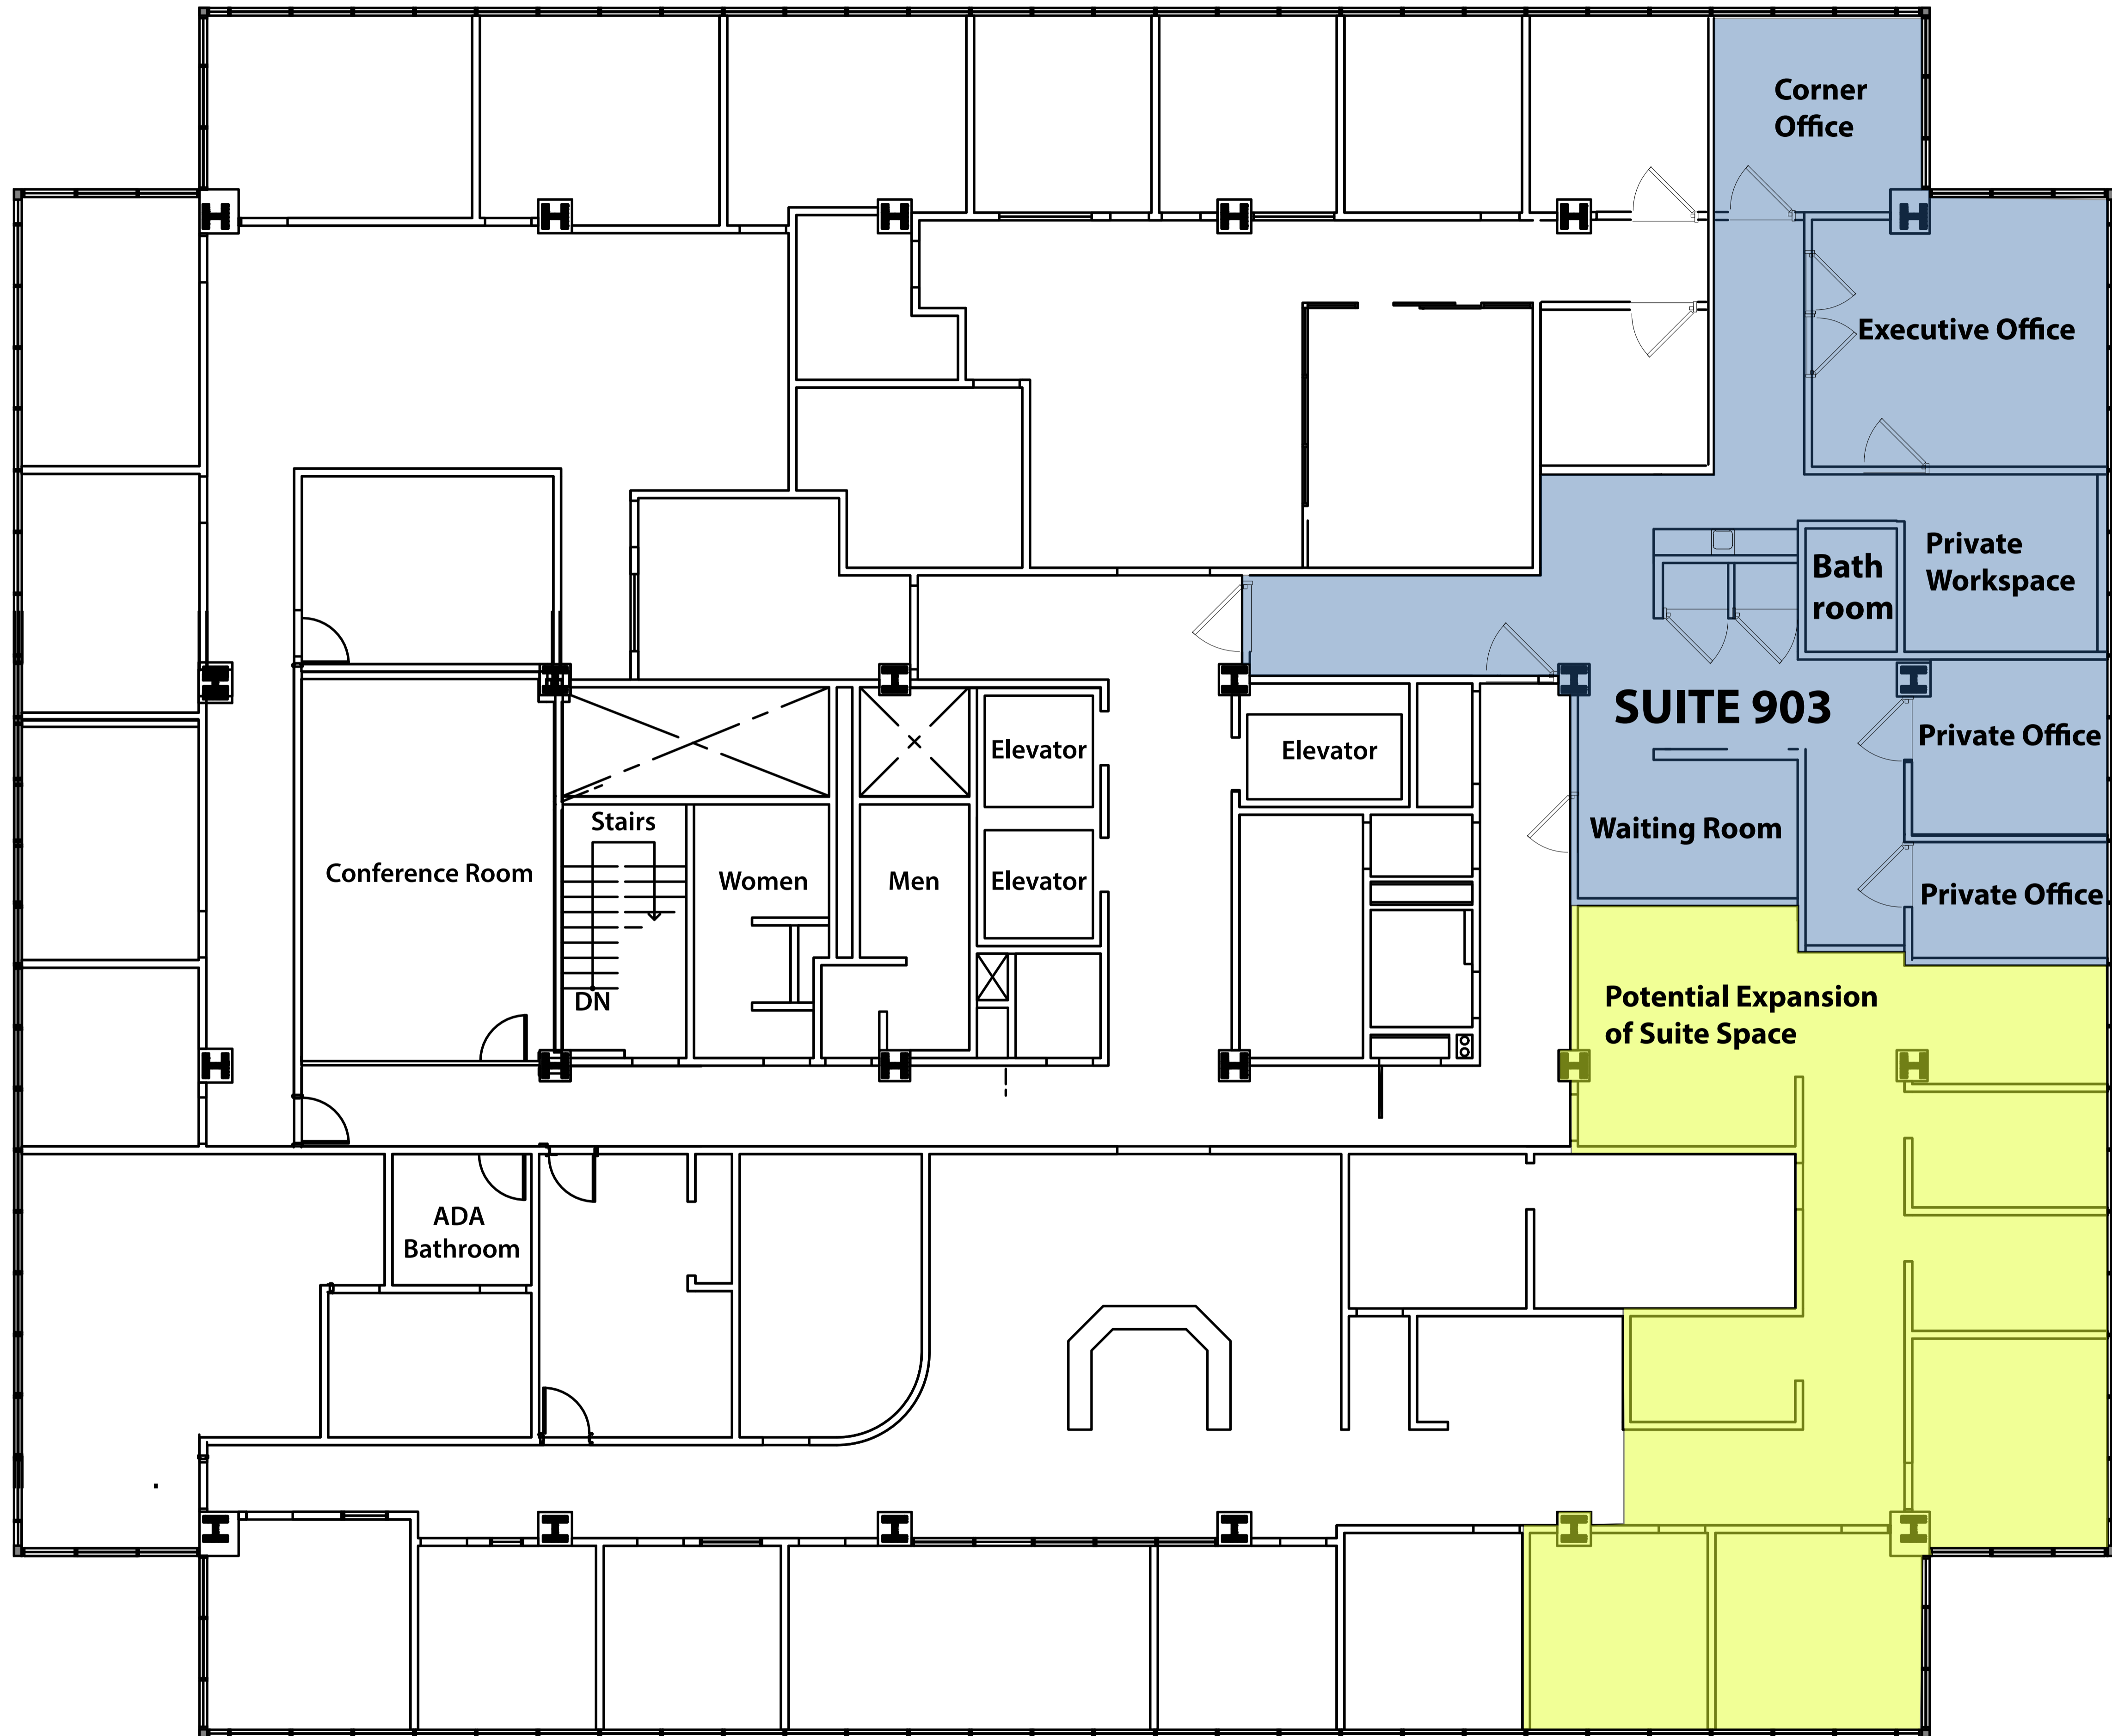 Corner
Office
Executive Office
Private
Workspace
Bath
room
SUITE 903
Private Office
Elevator
Elevator
Stairs
Waiting Room
Conference Room
Women
Men
Elevator
Private Office
DN
Potential Expansion
of Suite Space
ADA
Bathroom